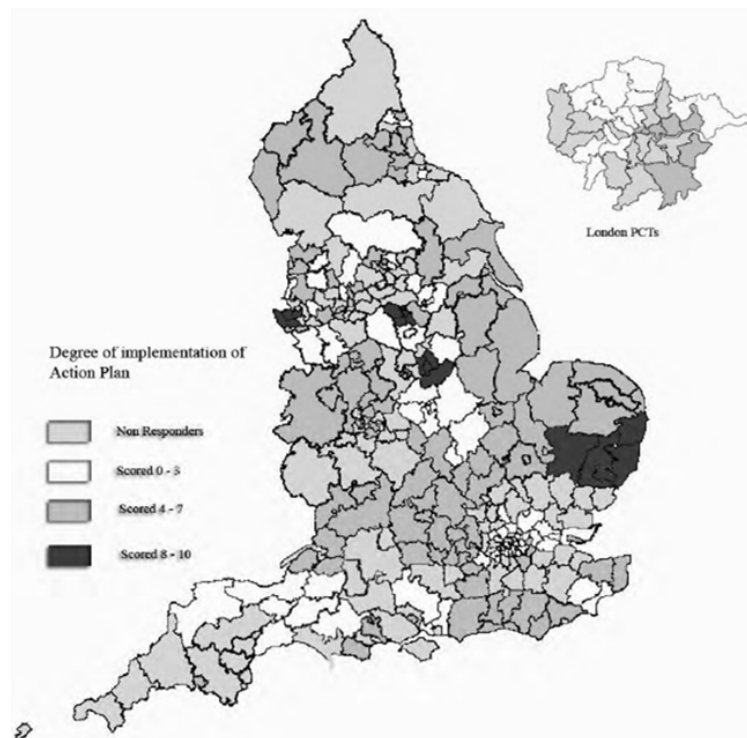 London PCTs
Degree of implementation of
Action Plan
Non Responders
Scored 0 - 3
Scored 4 - 7
Scored 8 - 10